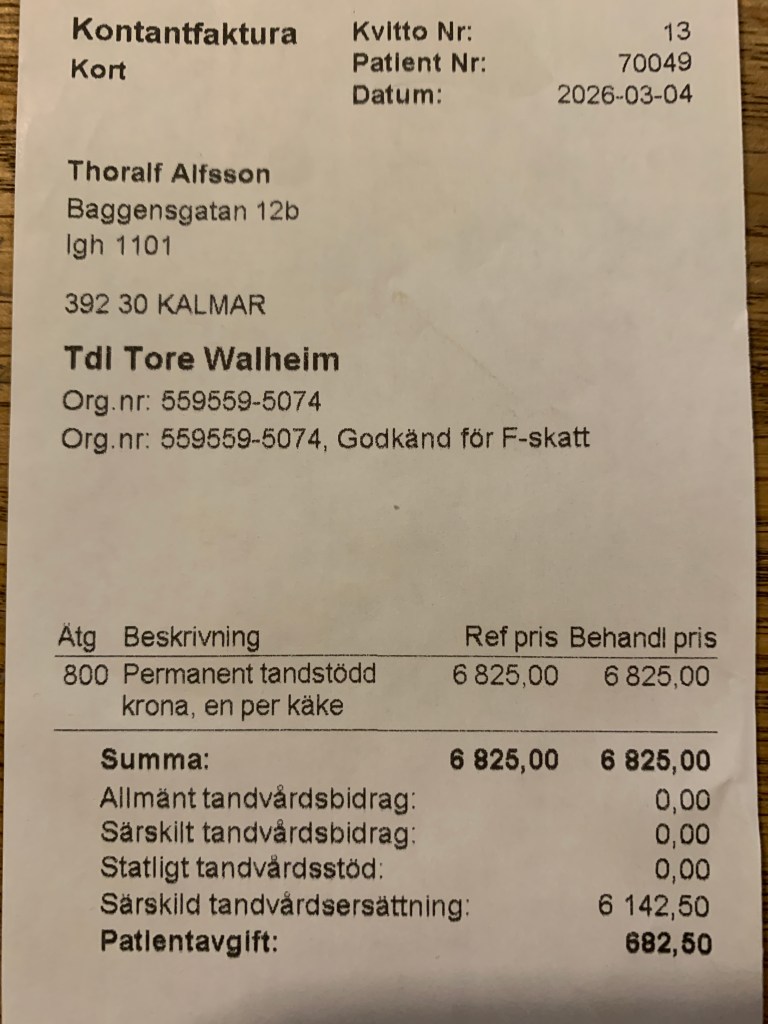 Kontantfaktura Kvitto Nr: 13
Kort Patient Nr: 70049
Datum: 2026-03-04
Thoralf Alfsson
Baggensgatan 12b
lgh 1101
392 30 KALMAR
Tdl Tore Walheim
Org.nr: 559559-5074
Org.nr: 559559-5074, Godkänd för F-skatt
Åtg Beskrivning Ref pris Behandl pris
800 Permanent tandstödd 6 825,00 6 825,00
krona, en per käke
Summa: 6 825,00 6 825,00
Allmänt tandvårdsbidrag: 0,00
Särskilt tandvårdsbidrag: 0,00
Statligt tandvårdsstöd: 0,00
Särskild tandvårdsersättning: 6 142,50
Patientavgift: 682,50